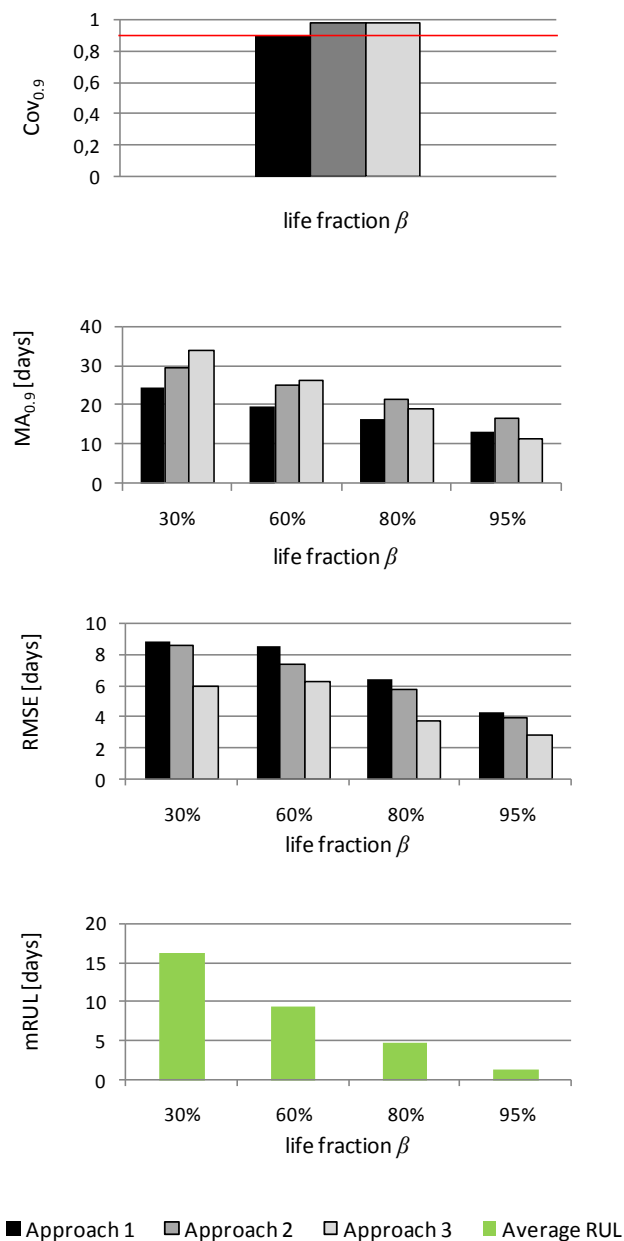 1
0,8
0,6
0,4
0,2
0
Cov0.9
life fraction β
40
30
20
10
0
MA0.9 [days]
30% 60% 80% 95%
life fraction β
10
8
6
4
2
0
RMSE [days]
30% 60% 80% 95%
life fraction β
20
15
10
5
0
mRUL [days]
30% 60% 80% 95%
life fraction β
Approach 1 Approach 2 Approach 3 Average RUL